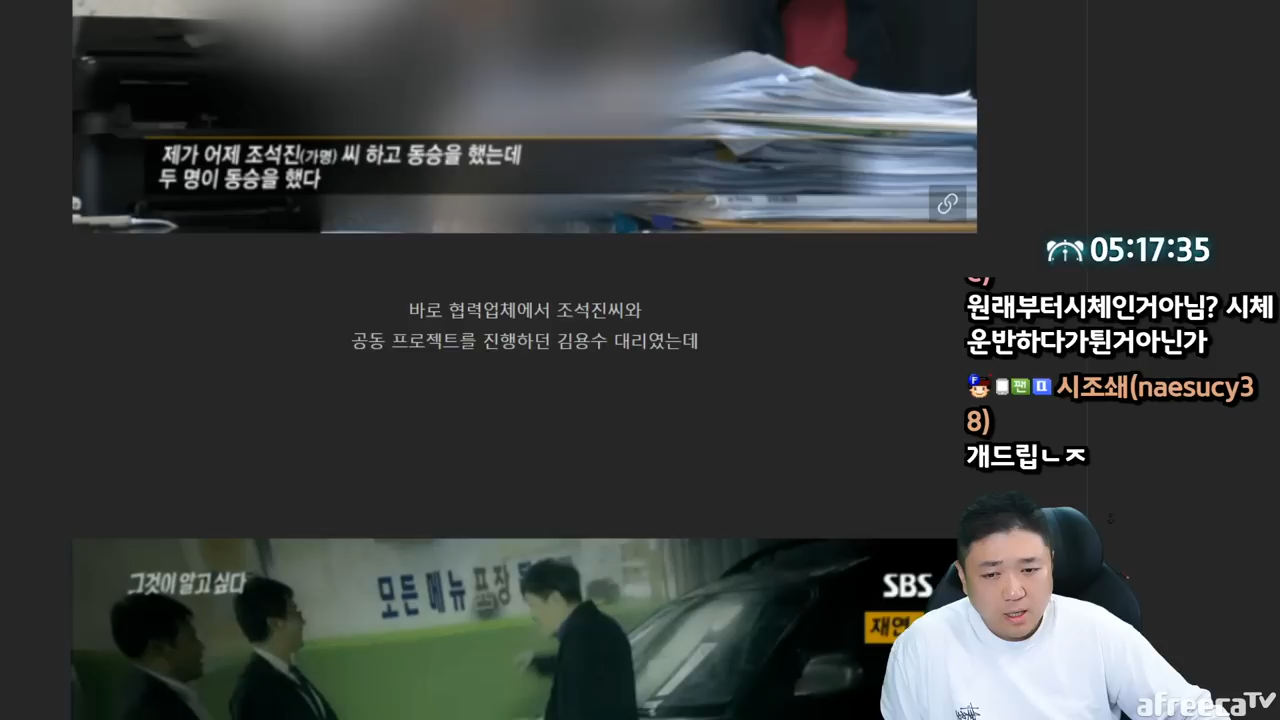 제가 어제 조석진(가명) 씨 하고 동승을 했는데
두 명이 동승을 했다
05:17:35
원래부터시체인거아님? 시체
운반하다가튄거아닌가
바로 협력업체에서 조석진씨와
공동 프로젝트를 진행하던 김용수 대리였는데
시조쇄(naesucy3
8)
개드립ㄴㅈ
그것이 알고싶다
모든 메뉴 포장
SBS
재연
afreecaTV